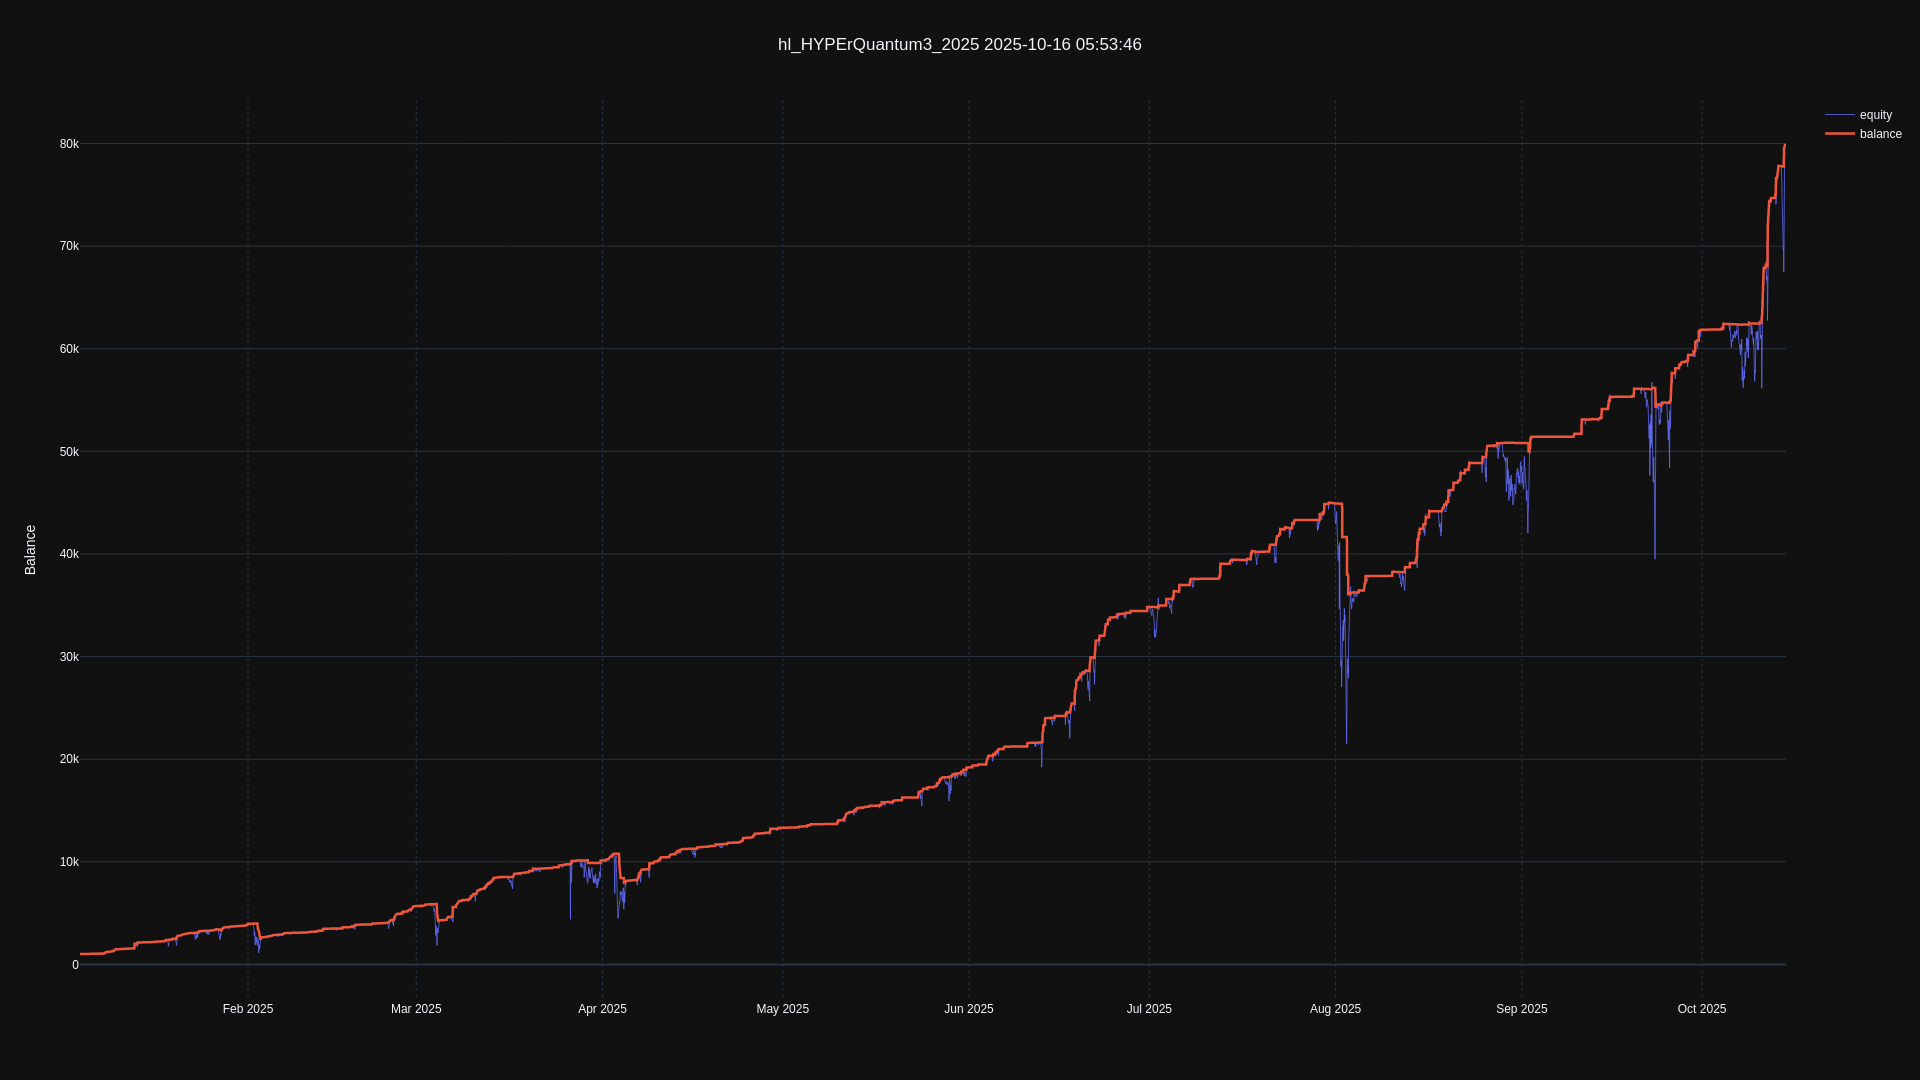 hl_HYPErQuantum3_2025 2025-10-16 05:53:46
equity
balance
80k
70k
60k
50k
40k
30k
20k
10k
0
Balance
Feb 2025
Mar 2025
Apr 2025
May 2025
Jun 2025
Jul 2025
Aug 2025
Sep 2025
Oct 2025